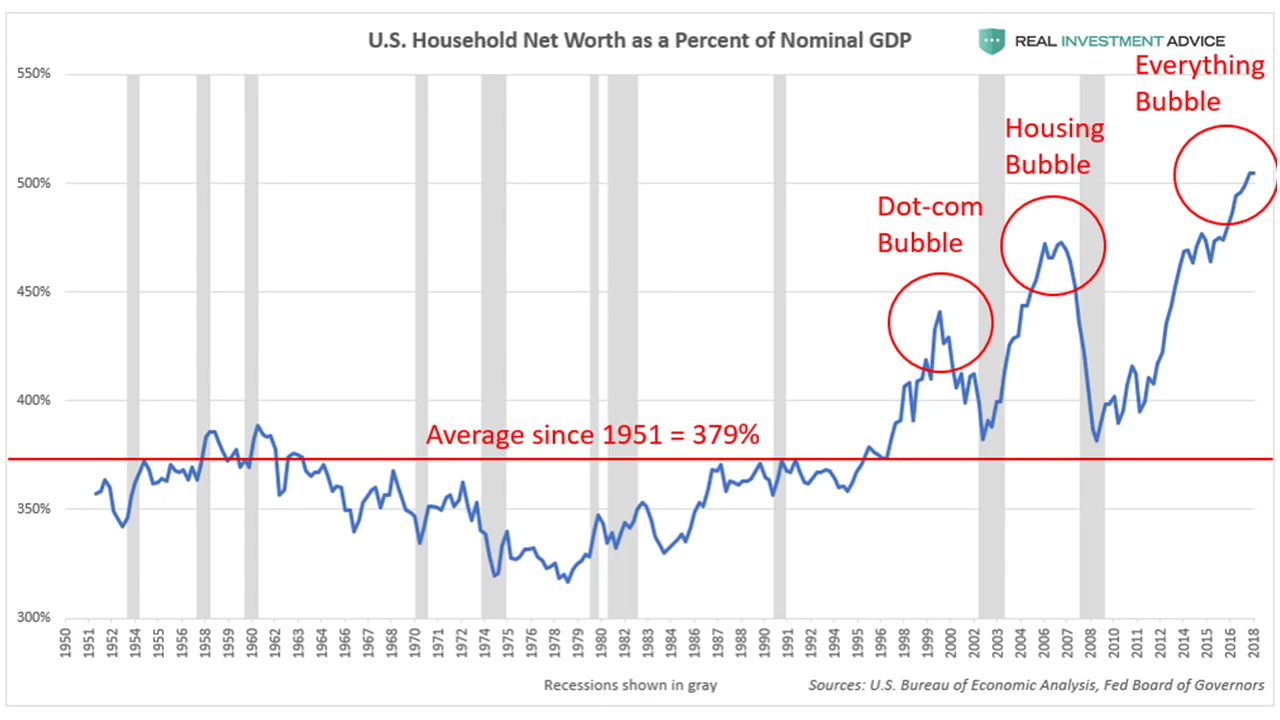 U.S. Household Net Worth as a Percent of Nominal GDP
REAL INVESTMENT ADVICE
Everything
Bubble
Housing
Bubble
Dot-com
Bubble
Average since 1951 = 379%
550%
500%
450%
400%
350%
300%
1950 1951 1952 1954 1955 1956 1958 1959 1960 1962 1963 1964 1966 1967 1968 1970 1971 1972 1974 1975 1976 1978 1979 1980 1982 1983 1984 1986 1987 1988 1990 1991 1992 1994 1995 1996 1998 1999 2000 2002 2003 2004 2006 2007 2008 2010 2011 2012 2014 2015 2016 2018
Recessions shown in gray
Sources: U.S. Bureau of Economic Analysis, Fed Board of Governors